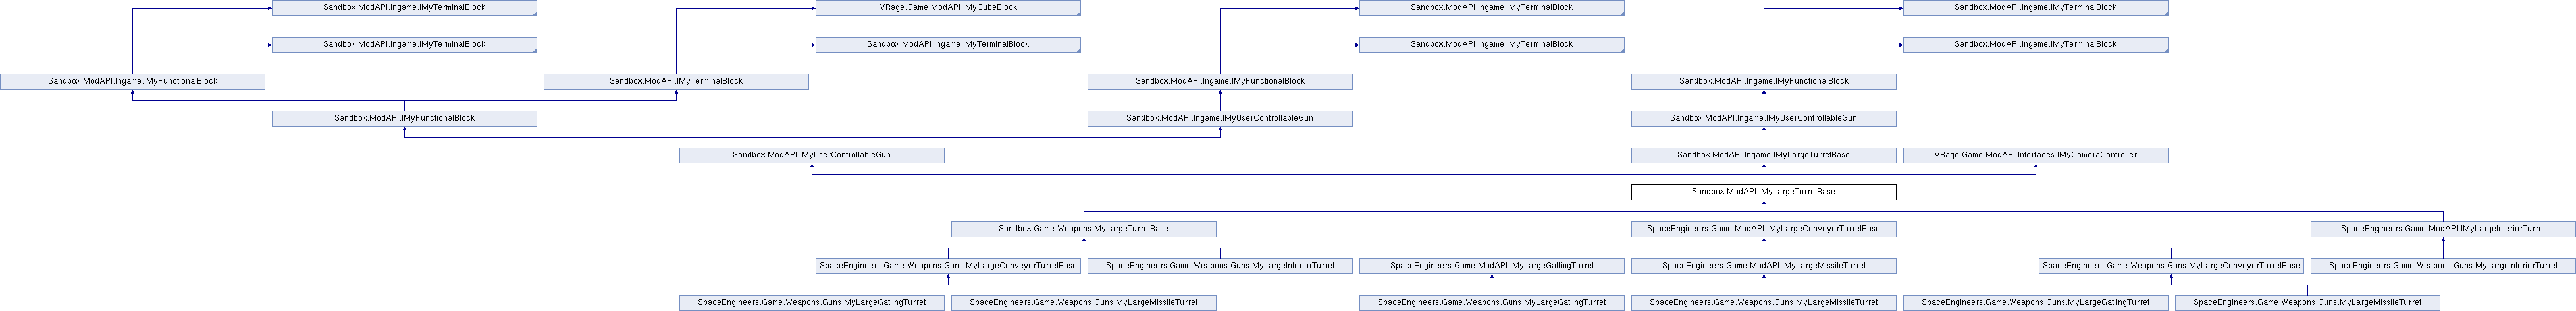 Sandbox.ModAPI.Ingame.IMyTerminalBlock
VRage.Game.ModAPI.IMyCubeBlock
Sandbox.ModAPI.Ingame.IMyTerminalBlock
Sandbox.ModAPI.Ingame.IMyTerminalBlock
Sandbox.ModAPI.Ingame.IMyTerminalBlock
Sandbox.ModAPI.Ingame.IMyTerminalBlock
Sandbox.ModAPI.Ingame.IMyTerminalBlock
Sandbox.ModAPI.Ingame.IMyTerminalBlock
Sandbox.ModAPI.Ingame.IMyFunctionalBlock
Sandbox.ModAPI.IMyTerminalBlock
Sandbox.ModAPI.Ingame.IMyFunctionalBlock
Sandbox.ModAPI.Ingame.IMyFunctionalBlock
Sandbox.ModAPI.IMyFunctionalBlock
Sandbox.ModAPI.Ingame.IMyUserControllableGun
Sandbox.ModAPI.Ingame.IMyUserControllableGun
Sandbox.ModAPI.IMyUserControllableGun
Sandbox.ModAPI.Ingame.IMyLargeTurretBase
VRage.Game.ModAPI.Interfaces.IMyCameraController
Sandbox.ModAPI.IMyLargeTurretBase
Sandbox.Game.Weapons.MyLargeTurretBase
SpaceEngineers.Game.ModAPI.IMyLargeConveyorTurretBase
SpaceEngineers.Game.ModAPI.IMyLargeInteriorTurret
SpaceEngineers.Game.Weapons.Guns.MyLargeConveyorTurretBase
SpaceEngineers.Game.Weapons.Guns.MyLargeInteriorTurret
SpaceEngineers.Game.ModAPI.IMyLargeGatlingTurret
SpaceEngineers.Game.ModAPI.IMyLargeMissileTurret
SpaceEngineers.Game.Weapons.Guns.MyLargeConveyorTurretBase
SpaceEngineers.Game.Weapons.Guns.MyLargeInteriorTurret
SpaceEngineers.Game.Weapons.Guns.MyLargeGatlingTurret
SpaceEngineers.Game.Weapons.Guns.MyLargeMissileTurret
SpaceEngineers.Game.Weapons.Guns.MyLargeGatlingTurret
SpaceEngineers.Game.Weapons.Guns.MyLargeMissileTurret
SpaceEngineers.Game.Weapons.Guns.MyLargeGatlingTurret
SpaceEngineers.Game.Weapons.Guns.MyLargeMissileTurret